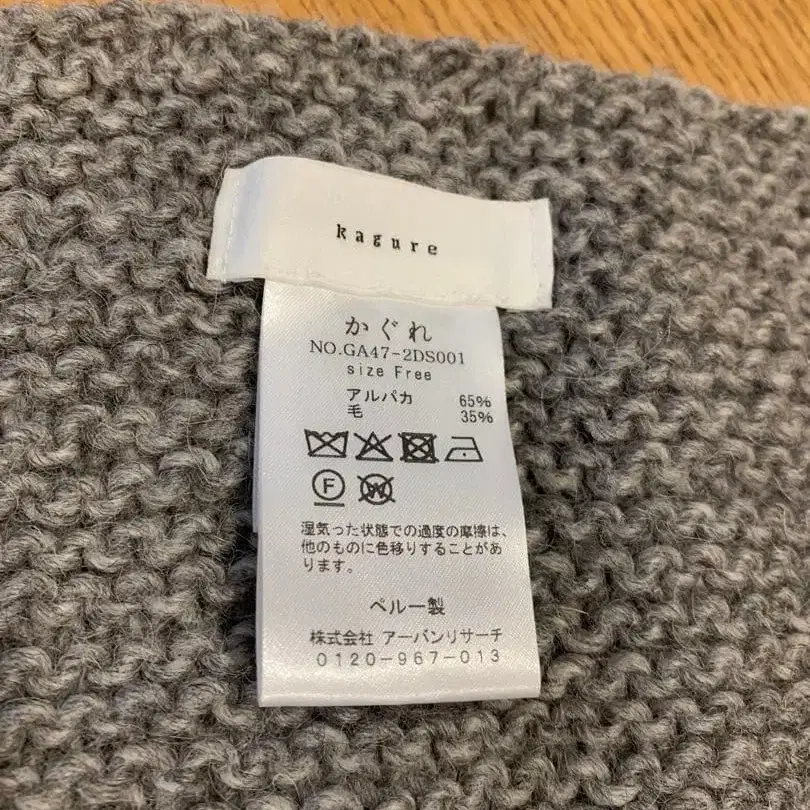 kagure
かぐれ
NO.GA47-2DS001
size Free
アルパカ 65%
毛 35%
F W
湿気った状態での過度の摩擦は、
他のものに色移りすることがあ
ります。
ペルー製
株式会社 アーバンリサーチ
0120-967-013